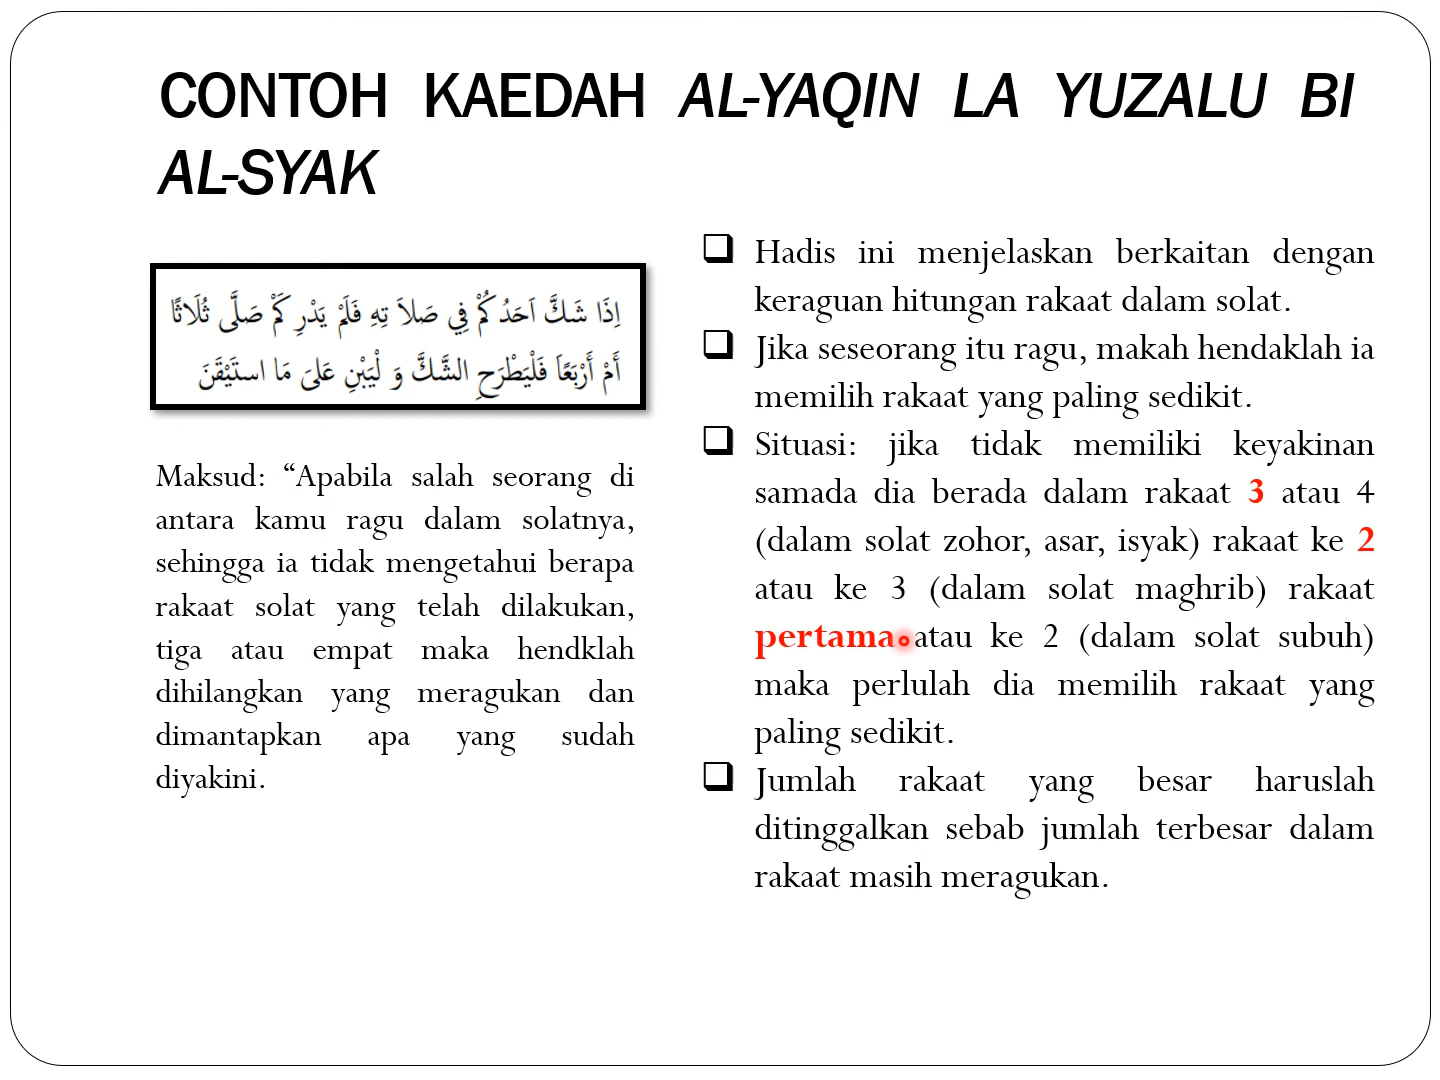 CONTOH KAEDAH AL-YAQIN LA YUZALU BI
AL-SYAK
اِذَا شَكَّ اَحَدُكُمْ فِي صَلاَ تِهِ فَلَمْ يَدْرِ كَمْ صَلَّى ثُلَاثًا
أَمْ أَرْبَعًا فَلْيَطْرَحِ الشَّكَّ وَ لْيَبْنِ عَلىَ مَا استَيْقَنَ
Maksud: “Apabila salah seorang di
antara kamu ragu dalam solatnya,
sehingga ia tidak mengetahui berapa
rakaat solat yang telah dilakukan,
tiga atau empat maka hendklah
dihilangkan yang meragukan dan
dimantapkan apa yang sudah
diyakini.
Hadis ini menjelaskan berkaitan dengan
keraguan hitungan rakaat dalam solat.
Jika seseorang itu ragu, makah hendaklah ia
memilih rakaat yang paling sedikit.
Situasi: jika tidak memiliki keyakinan
samada dia berada dalam rakaat 3 atau 4
(dalam solat zohor, asar, isyak) rakaat ke 2
atau ke 3 (dalam solat maghrib) rakaat
pertama atau ke 2 (dalam solat subuh)
maka perlulah dia memilih rakaat yang
paling sedikit.
Jumlah rakaat yang besar haruslah
ditinggalkan sebab jumlah terbesar dalam
rakaat masih meragukan.